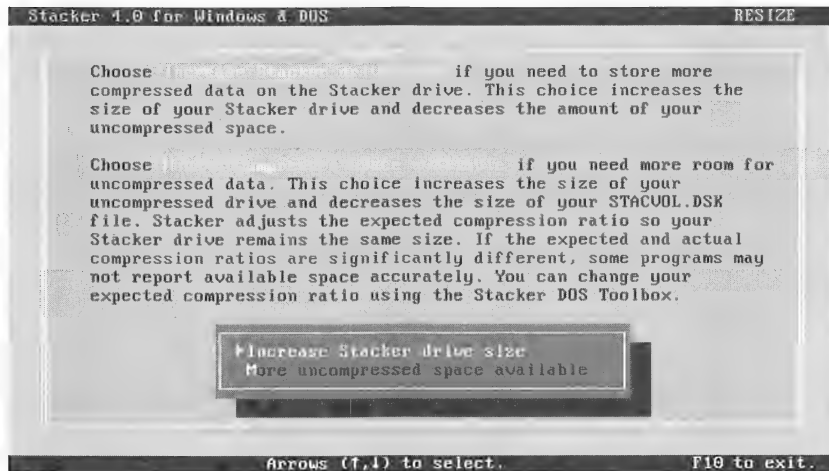 Stacker 4.0 for Windows & DOS RESIZE
Choose Increase Stacker drive if you need to store more
compressed data on the Stacker drive. This choice increases the
size of your Stacker drive and decreases the amount of your
uncompressed space.
Choose if you need more room for
uncompressed data. This choice increases the size of your
uncompressed drive and decreases the size of your STACVOL.DSK
file. Stacker adjusts the expected compression ratio so your
Stacker drive remains the same size. If the expected and actual
compression ratios are significantly different, some programs may
not report available space accurately. You can change your
expected compression ratio using the Stacker DOS Toolbox.
Increase Stacker drive size
More uncompressed space available
Arrows (↑,↓) to select. F10 to exit.